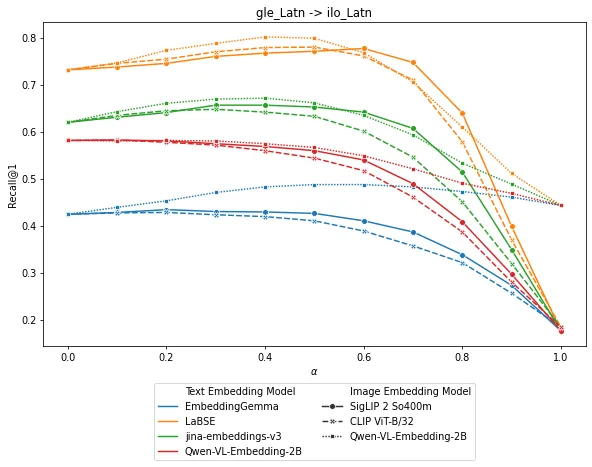 gle_Latn -> ilo_Latn
Recall@1
0.8
0.7
0.6
0.5
0.4
0.3
0.2
0.0 0.2 0.4 0.6 0.8 1.0
α
Text Embedding Model Image Embedding Model
EmbeddingGemma SigLIP 2 So400m
LaBSE CLIP ViT-B/32
jina-embeddings-v3 Qwen-VL-Embedding-2B
Qwen-VL-Embedding-2B